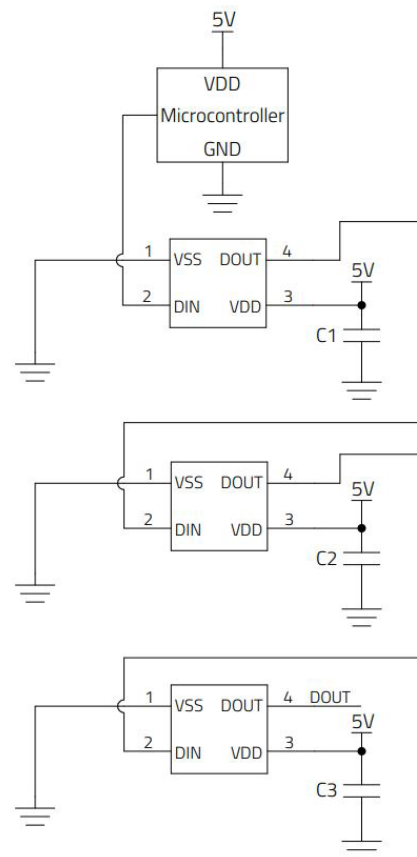 5V
VDD
Microcontroller
GND
1 VSS DOUT 4
5V
2 DIN VDD 3
C1
1 VSS DOUT 4
5V
2 DIN VDD 3
C2
1 VSS DOUT 4 DOUT
5V
2 DIN VDD 3
C3